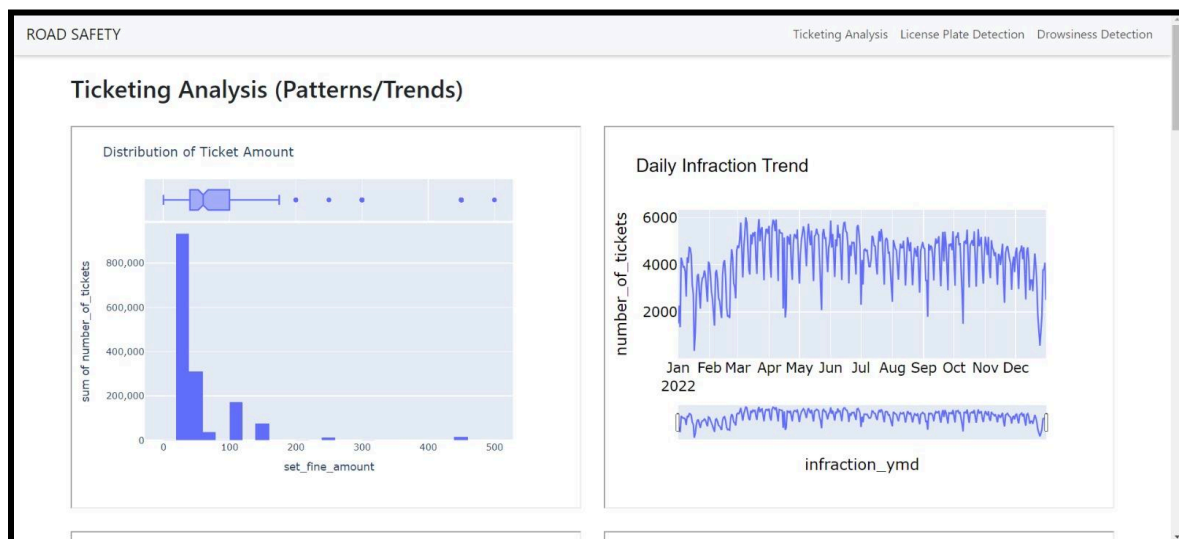 ROAD SAFETY
Ticketing Analysis License Plate Detection Drowsiness Detection
Ticketing Analysis (Patterns/Trends)
Distribution of Ticket Amount
sum of number_of_tickets
800,000
600,000
400,000
200,000
0
0 100 200 300 400 500
set_fine_amount
Daily Infraction Trend
number_of_tickets
6000
4000
2000
Jan Feb Mar Apr May Jun Jul Aug Sep Oct Nov Dec
2022
infraction_ymd